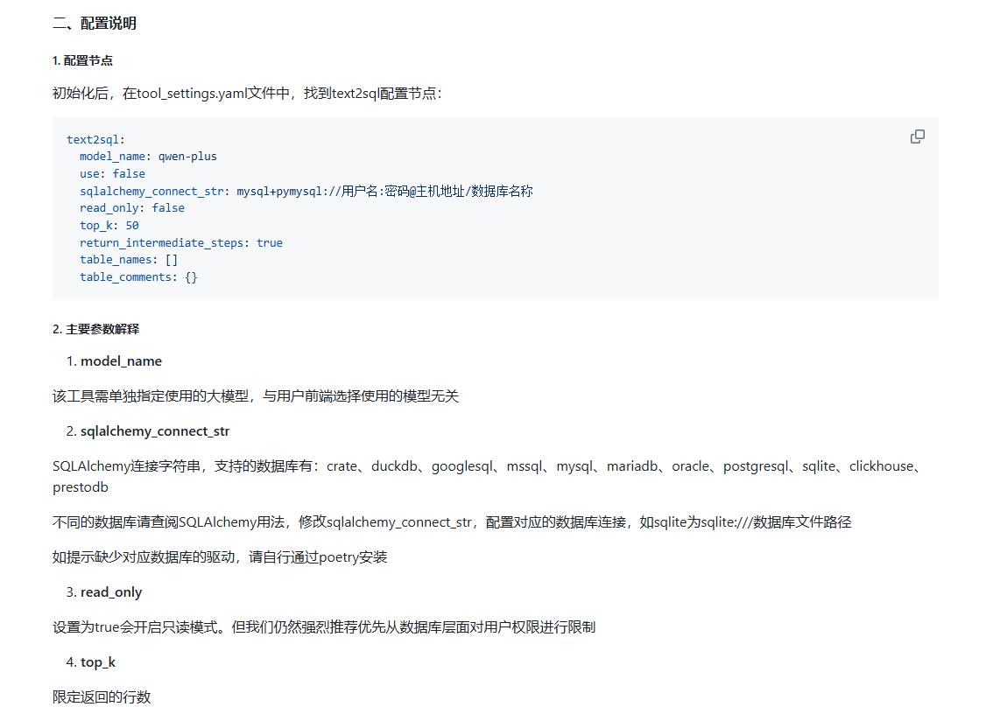 二、配置说明
1. 配置节点
初始化后，在tool_settings.yaml文件中，找到text2sql配置节点：
text2sql:
  model_name: qwen-plus
  use: false
  sqlalchemy_connect_str: mysql+pymysql://用户名:密码@主机地址/数据库名称
  read_only: false
  top_k: 50
  return_intermediate_steps: true
  table_names: []
  table_comments: {}
2. 主要参数解释
1. model_name
该工具需单独指定使用的大模型，与用户前端选择使用的模型无关
2. sqlalchemy_connect_str
SQLAlchemy连接字符串，支持的数据库有：crate、duckdb、googlesql、mssql、mysql、mariadb、oracle、postgresql、sqlite、clickhouse、
prestodb
不同的数据库请查阅SQLAlchemy用法，修改sqlalchemy_connect_str，配置对应的数据库连接，如sqlite为sqlite:///数据库文件路径
如提示缺少对应数据库的驱动，请自行通过poetry安装
3. read_only
设置为true会开启只读模式。但我们仍然强烈推荐优先从数据库层面对用户权限进行限制
4. top_k
限定返回的行数